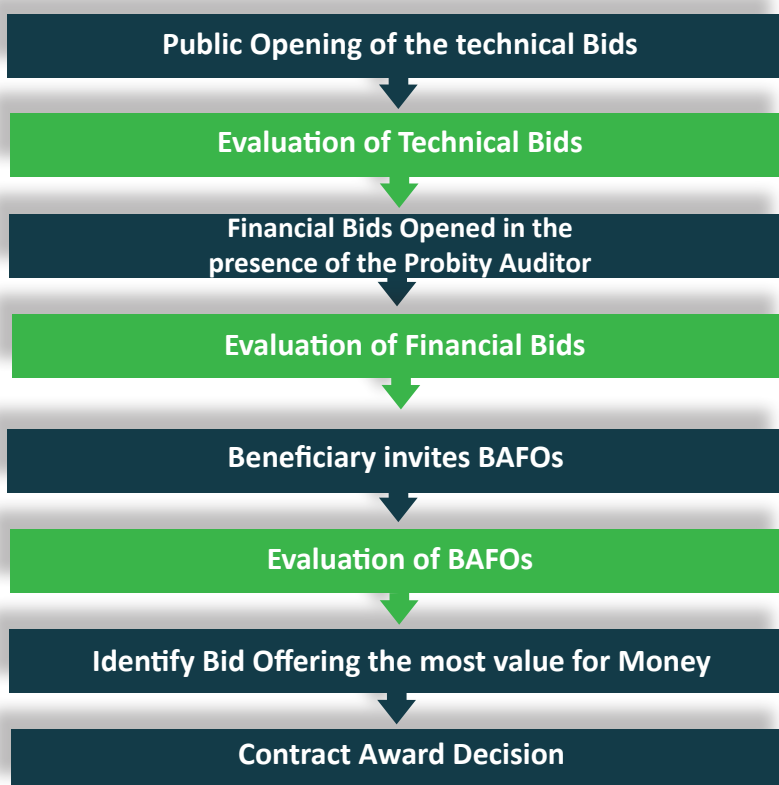 Public Opening of the technical Bids
Evaluation of Technical Bids
Financial Bids Opened in the
presence of the Probity Auditor
Evaluation of Financial Bids
Beneficiary invites BAFOs
Evaluation of BAFOs
Identify Bid Offering the most value for Money
Contract Award Decision